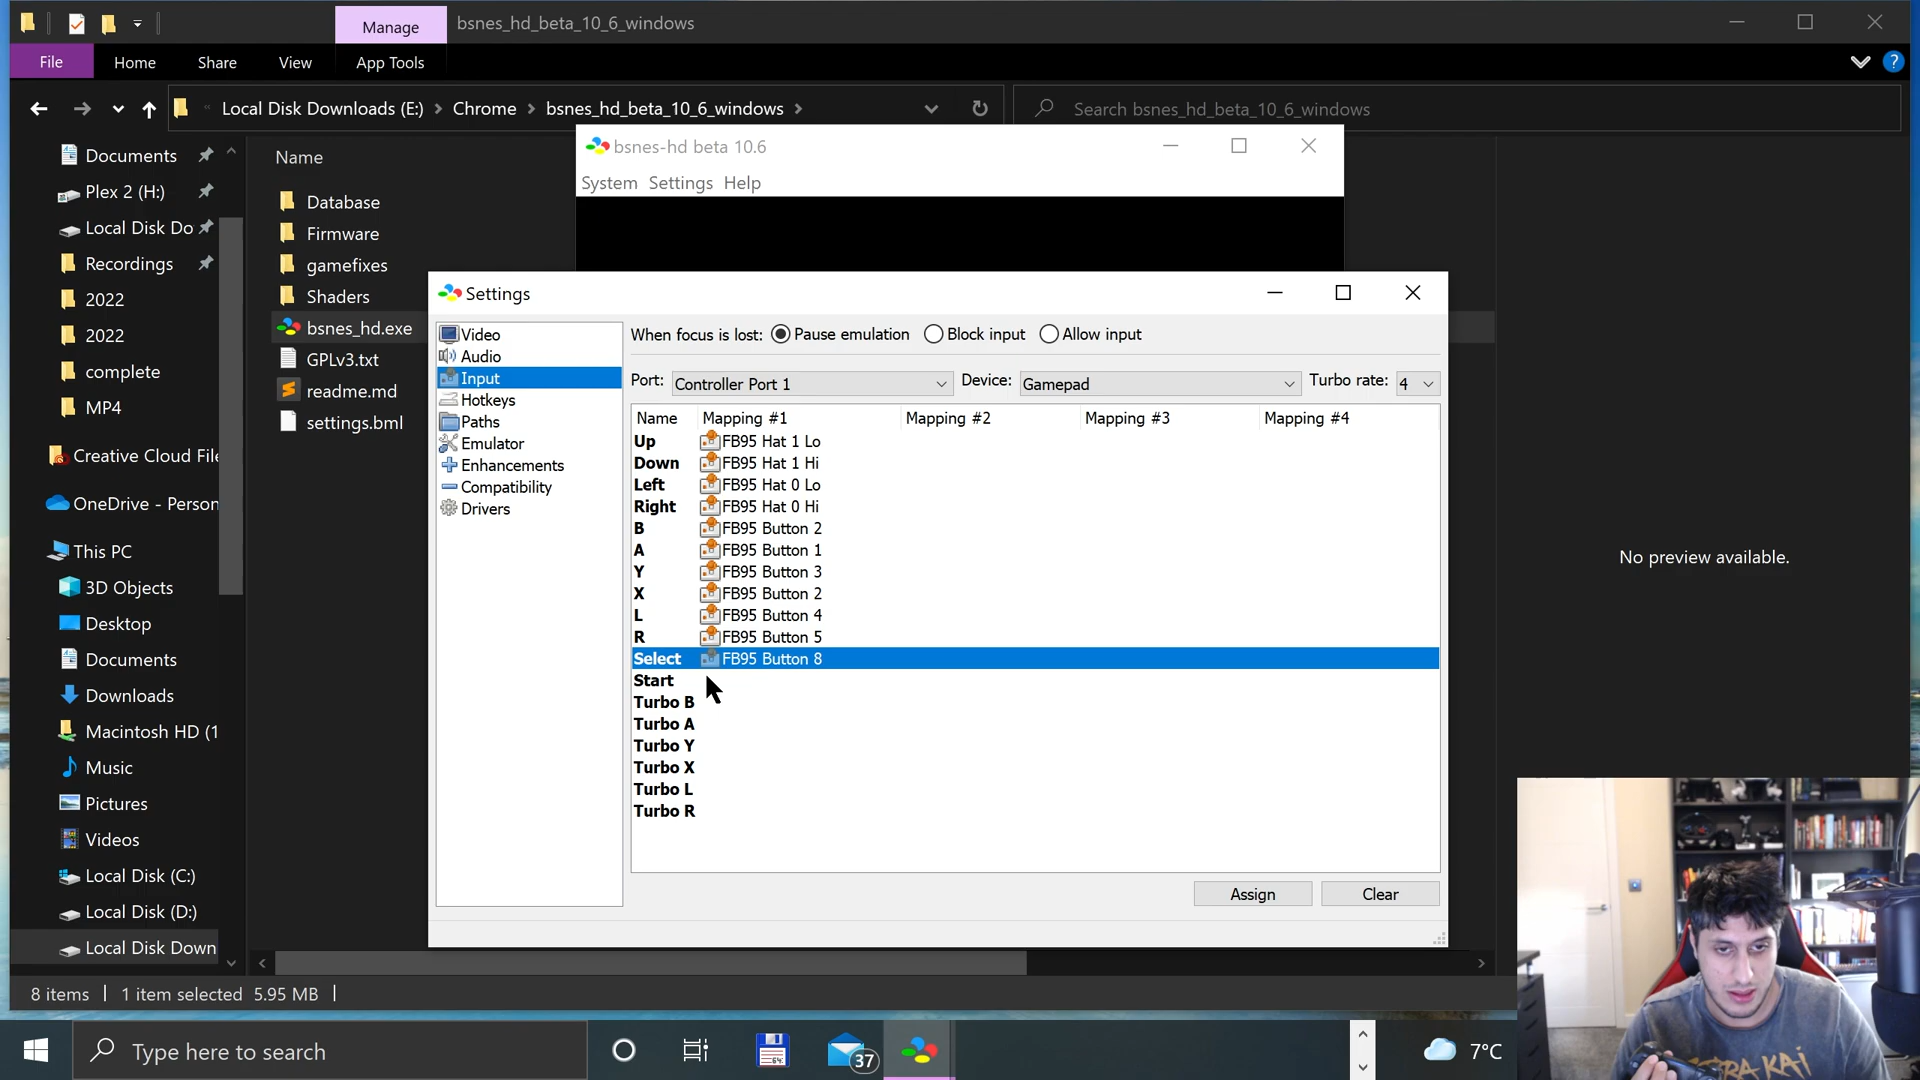 Manage
bsnes_hd_beta_10_6_windows
File
Home
Share
View
App Tools
?
« Local Disk Downloads (E:) > Chrome > bsnes_hd_beta_10_6_windows >
Search bsnes_hd_beta_10_6_windows
Documents
Plex 2 (H:)
Local Disk Do
Recordings
2022
2022
complete
MP4
Creative Cloud File
OneDrive - Person
This PC
3D Objects
Desktop
Documents
Downloads
Macintosh HD (1
Music
Pictures
Videos
Local Disk (C:)
Local Disk (D:)
Local Disk Down
Name
Database
Firmware
gamefixes
Shaders
bsnes_hd.exe
GPLv3.txt
readme.md
settings.bml
bsnes-hd beta 10.6
System Settings Help
Settings
Video
Audio
Input
Hotkeys
Paths
Emulator
Enhancements
Compatibility
Drivers
When focus is lost: Pause emulation Block input Allow input
Port: Controller Port 1 Device: Gamepad Turbo rate: 4
Name Mapping #1 Mapping #2 Mapping #3 Mapping #4
Up FB95 Hat 1 Lo
Down FB95 Hat 1 Hi
Left FB95 Hat 0 Lo
Right FB95 Hat 0 Hi
B FB95 Button 2
A FB95 Button 1
Y FB95 Button 3
X FB95 Button 2
L FB95 Button 4
R FB95 Button 5
Select FB95 Button 8
Start
Turbo B
Turbo A
Turbo Y
Turbo X
Turbo L
Turbo R
Assign
Clear
No preview available.
8 items
1 item selected 5.95 MB
Type here to search
64
37
7°C